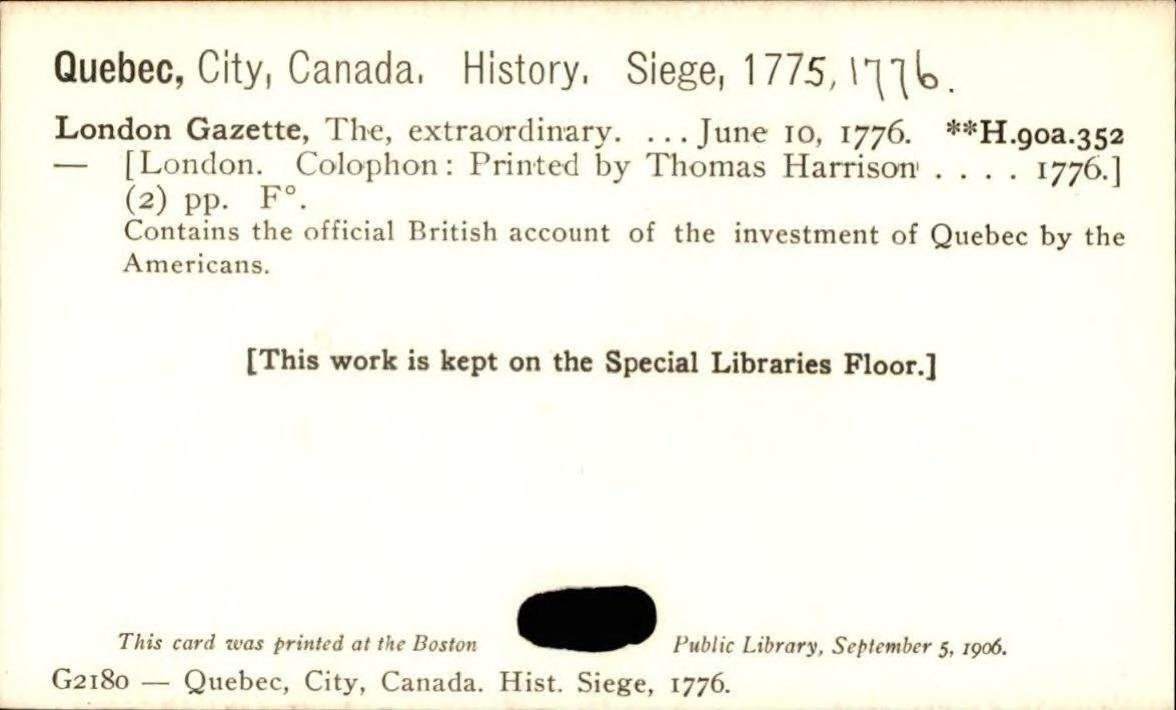 Quebec, City, Canada. History. Siege, 1775, 1776.
London Gazette, The, extraordinary. ... June 10, 1776. **H.90a.352
— [London. Colophon: Printed by Thomas Harrison .... 1776.]
(2) pp. F°.
Contains the official British account of the investment of Quebec by the
Americans.
[This work is kept on the Special Libraries Floor.]
This card was printed at the Boston Public Library, September 5, 1906.
G2180 — Quebec, City, Canada. Hist. Siege, 1776.